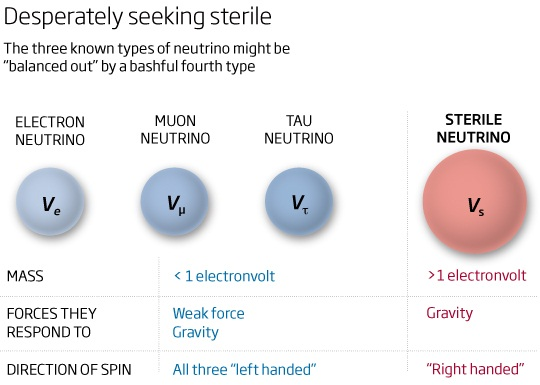 Desperately seeking sterile
The three known types of neutrino might be
“balanced out” by a bashful fourth type
ELECTRON
NEUTRINO
MUON
NEUTRINO
TAU
NEUTRINO
STERILE
NEUTRINO
Ve
Vμ
Vτ
Vs
MASS
< 1 electronvolt
>1 electronvolt
FORCES THEY
RESPOND TO
Weak force
Gravity
Gravity
DIRECTION OF SPIN
All three “left handed”
“Right handed”